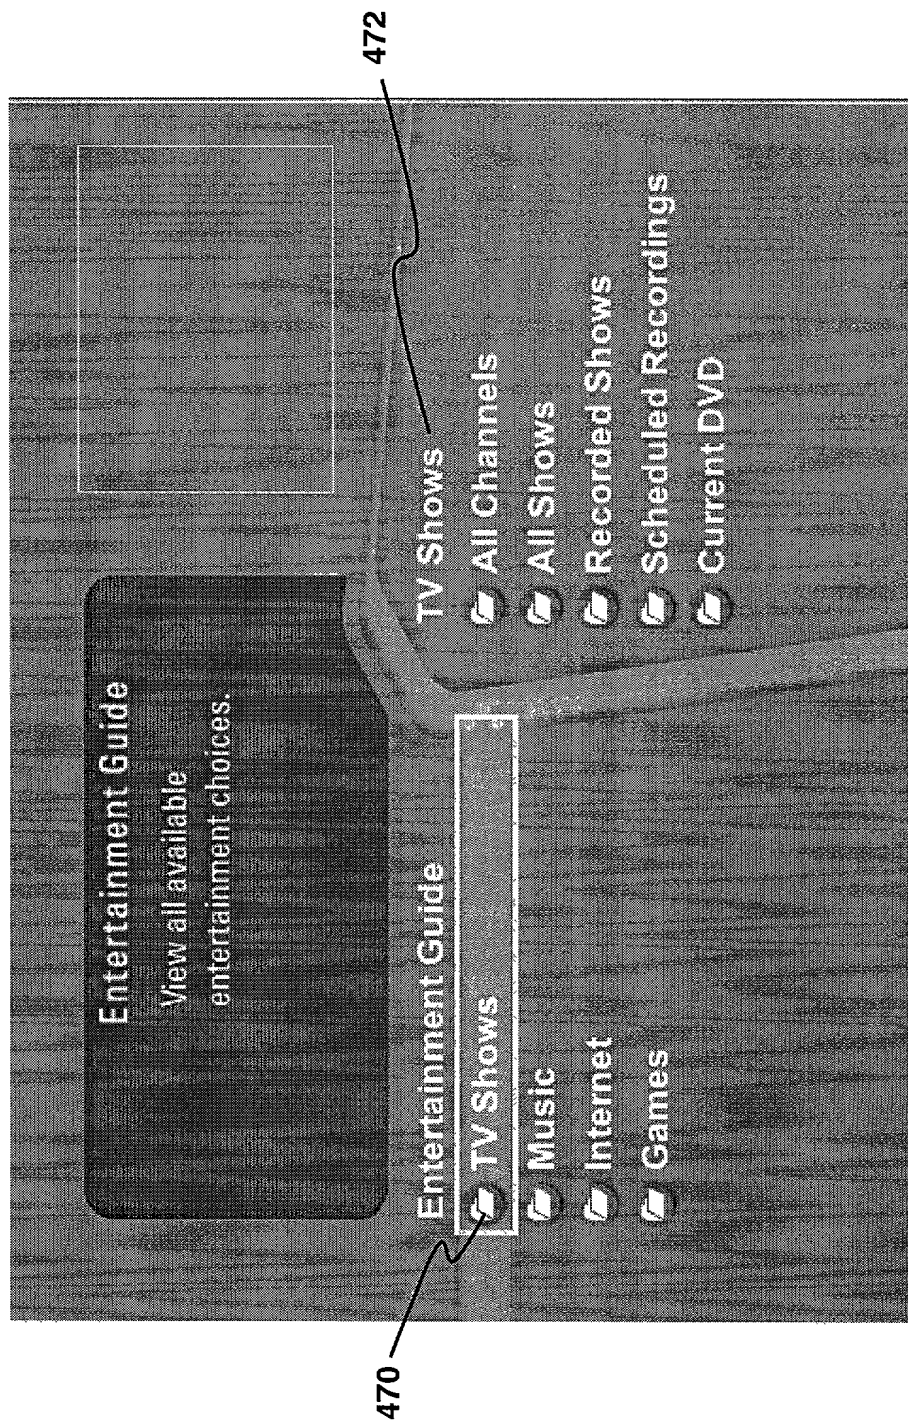 472
Entertainment Guide
View all available
entertainment choices.
Entertainment Guide
TV Shows
Music
Internet
Games
TV Shows
All Channels
All Shows
Recorded Shows
Scheduled Recordings
Current DVD
470